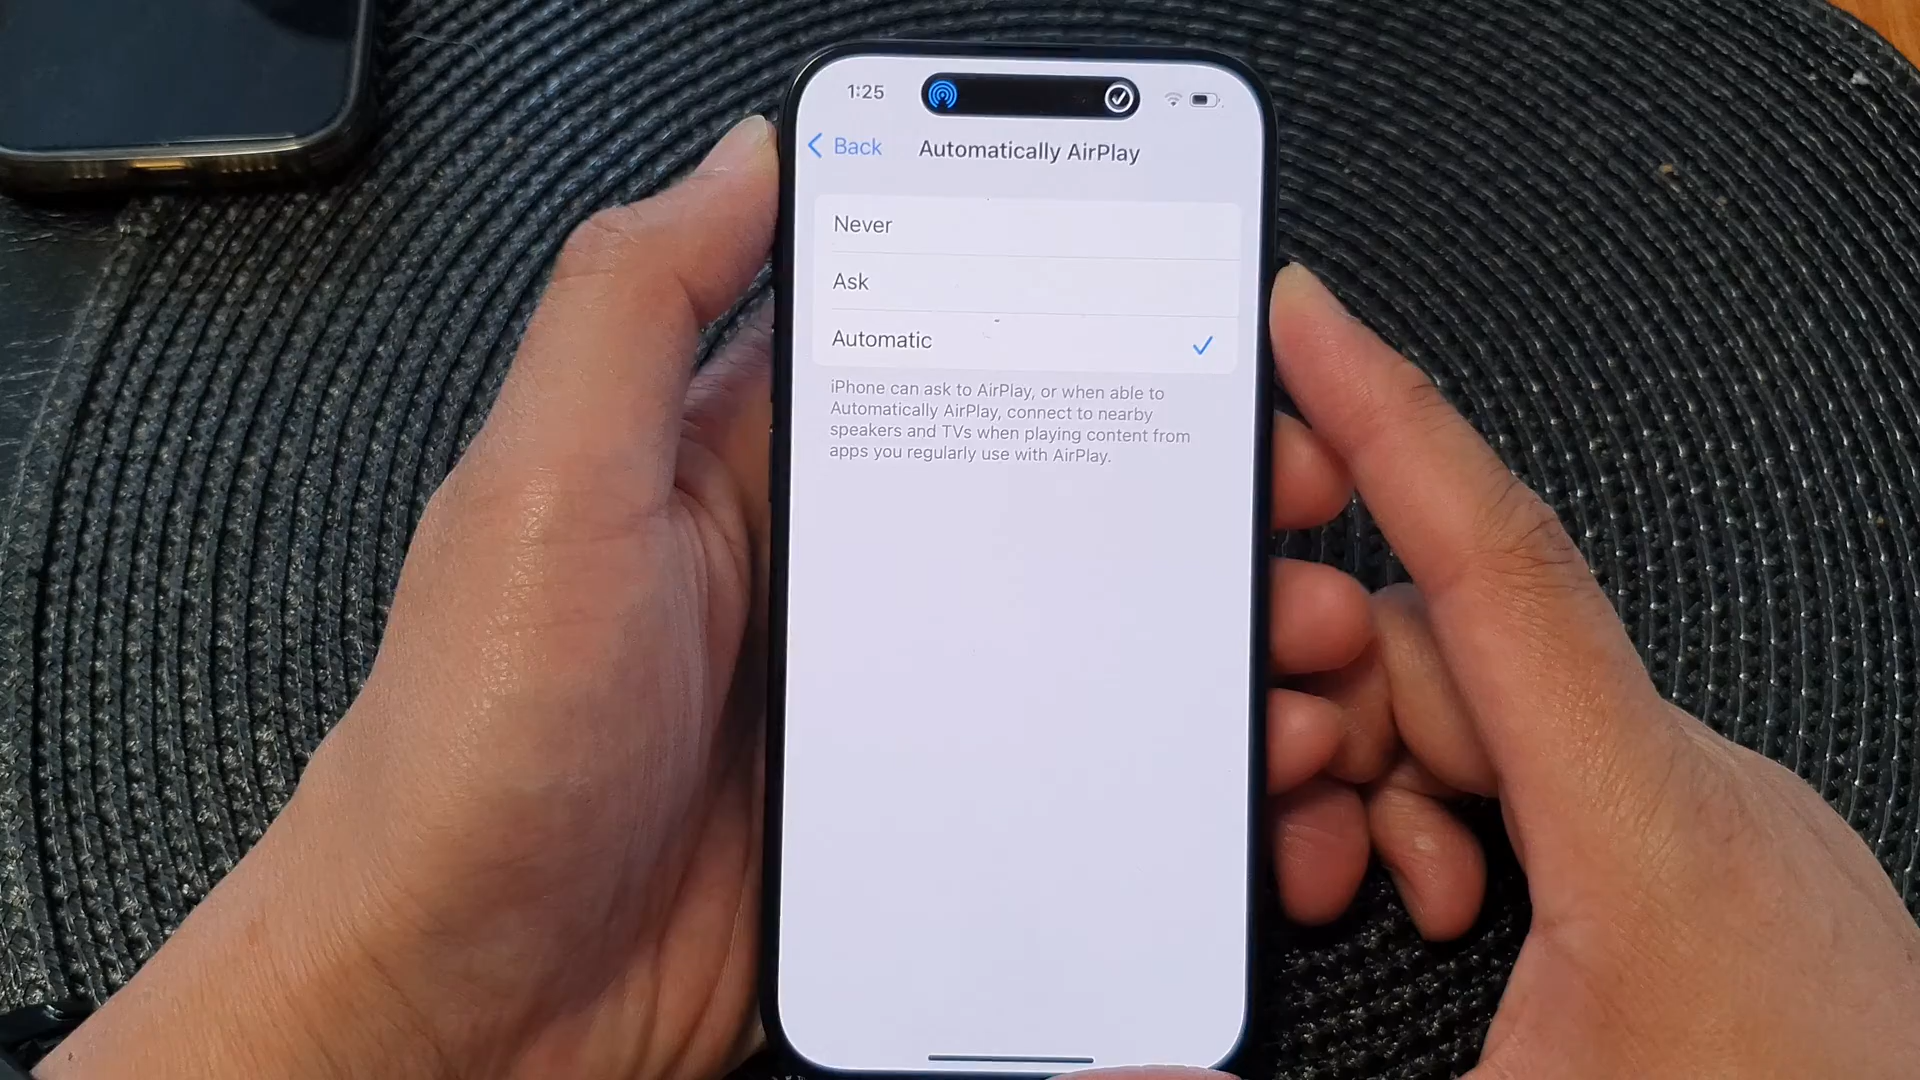 1:25
Back
Automatically AirPlay
Never
Ask
Automatic
iPhone can ask to AirPlay, or when able to
Automatically AirPlay, connect to nearby
speakers and TVs when playing content from
apps you regularly use with AirPlay.